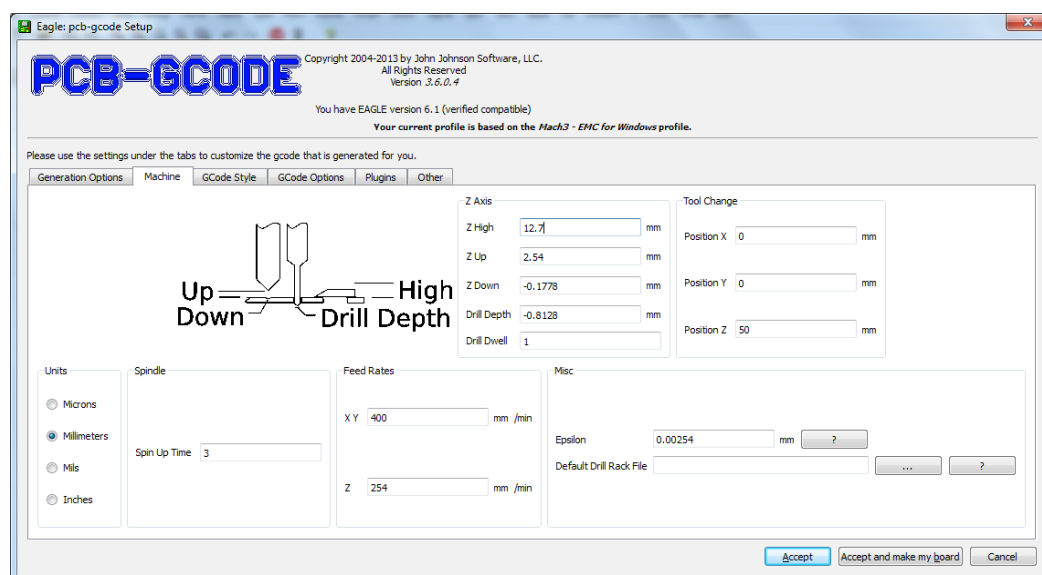 Eagle: pcb-gcode Setup
PCB-GCODE
Copyright 2004-2013 by John Johnson Software, LLC.
All Rights Reserved
Version 3.6.0.4
You have EAGLE version 6.1 (verified compatible)
Your current profile is based on the Mach3 - EMC for Windows profile.
Please use the settings under the tabs to customize the gcode that is generated for you.
Generation Options Machine GCode Style GCode Options Plugins Other
Z Axis
Z High 12.7 mm
Z Up 2.54 mm
Z Down -0.1778 mm
Drill Depth -0.8128 mm
Drill Dwell 1
Tool Change
Position X 0 mm
Position Y 0 mm
Position Z 50 mm
Up High
Down Drill Depth
Units
Microns
Millimeters
Mils
Inches
Spindle
Spin Up Time 3
Feed Rates
X Y 400 mm /min
Z 254 mm /min
Misc
Epsilon 0.00254 mm ?
Default Drill Rack File ... ?
Accept Accept and make my board Cancel